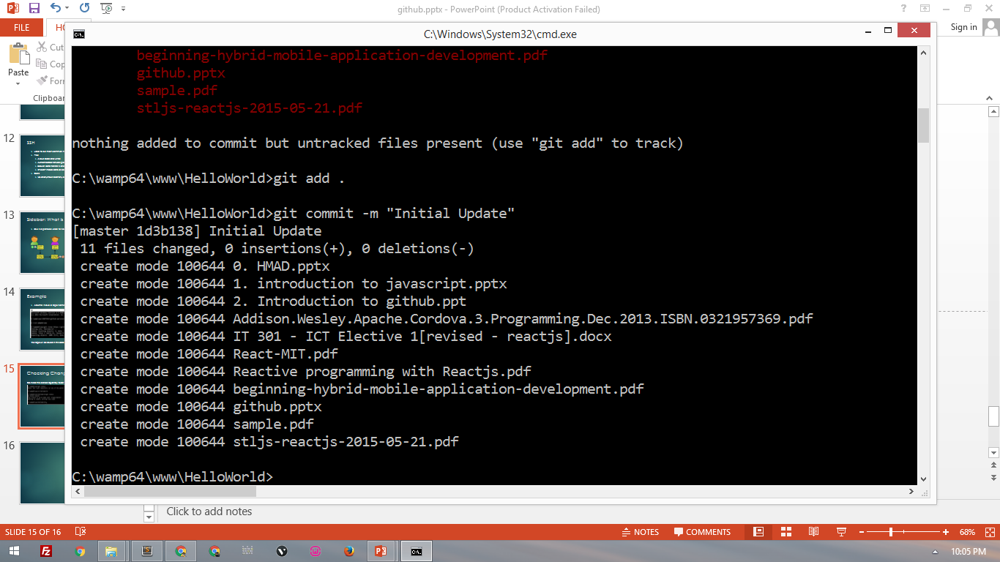 github.pptx - PowerPoint (Product Activation Failed)
FILE
Sign in
C:\Windows\System32\cmd.exe
Paste
Cut
Clipboar
beginning-hybrid-mobile-application-development.pdf
github.pptx
sample.pdf
stljs-reactjs-2015-05-21.pdf
nothing added to commit but untracked files present (use "git add" to track)
C:\wamp64\www\HelloWorld>git add .
C:\wamp64\www\HelloWorld>git commit -m "Initial Update"
[master 1d3b138] Initial Update
11 files changed, 0 insertions(+), 0 deletions(-)
create mode 100644 0. HMAD.pptx
create mode 100644 1. introduction to javascript.pptx
create mode 100644 2. Introduction to github.ppt
create mode 100644 Addison.Wesley.Apache.Cordova.3.Programming.Dec.2013.ISBN.0321957369.pdf
create mode 100644 IT 301 - ICT Elective 1[revised - reactjs].docx
create mode 100644 React-MIT.pdf
create mode 100644 Reactive programming with Reactjs.pdf
create mode 100644 beginning-hybrid-mobile-application-development.pdf
create mode 100644 github.pptx
create mode 100644 sample.pdf
create mode 100644 stljs-reactjs-2015-05-21.pdf
C:\wamp64\www\HelloWorld>
12
SSH
13
Sidebar: What is
14
Example
15
Checking Chang
16
Click to add notes
SLIDE 15 OF 16
NOTES
COMMENTS
68%
10:05 PM